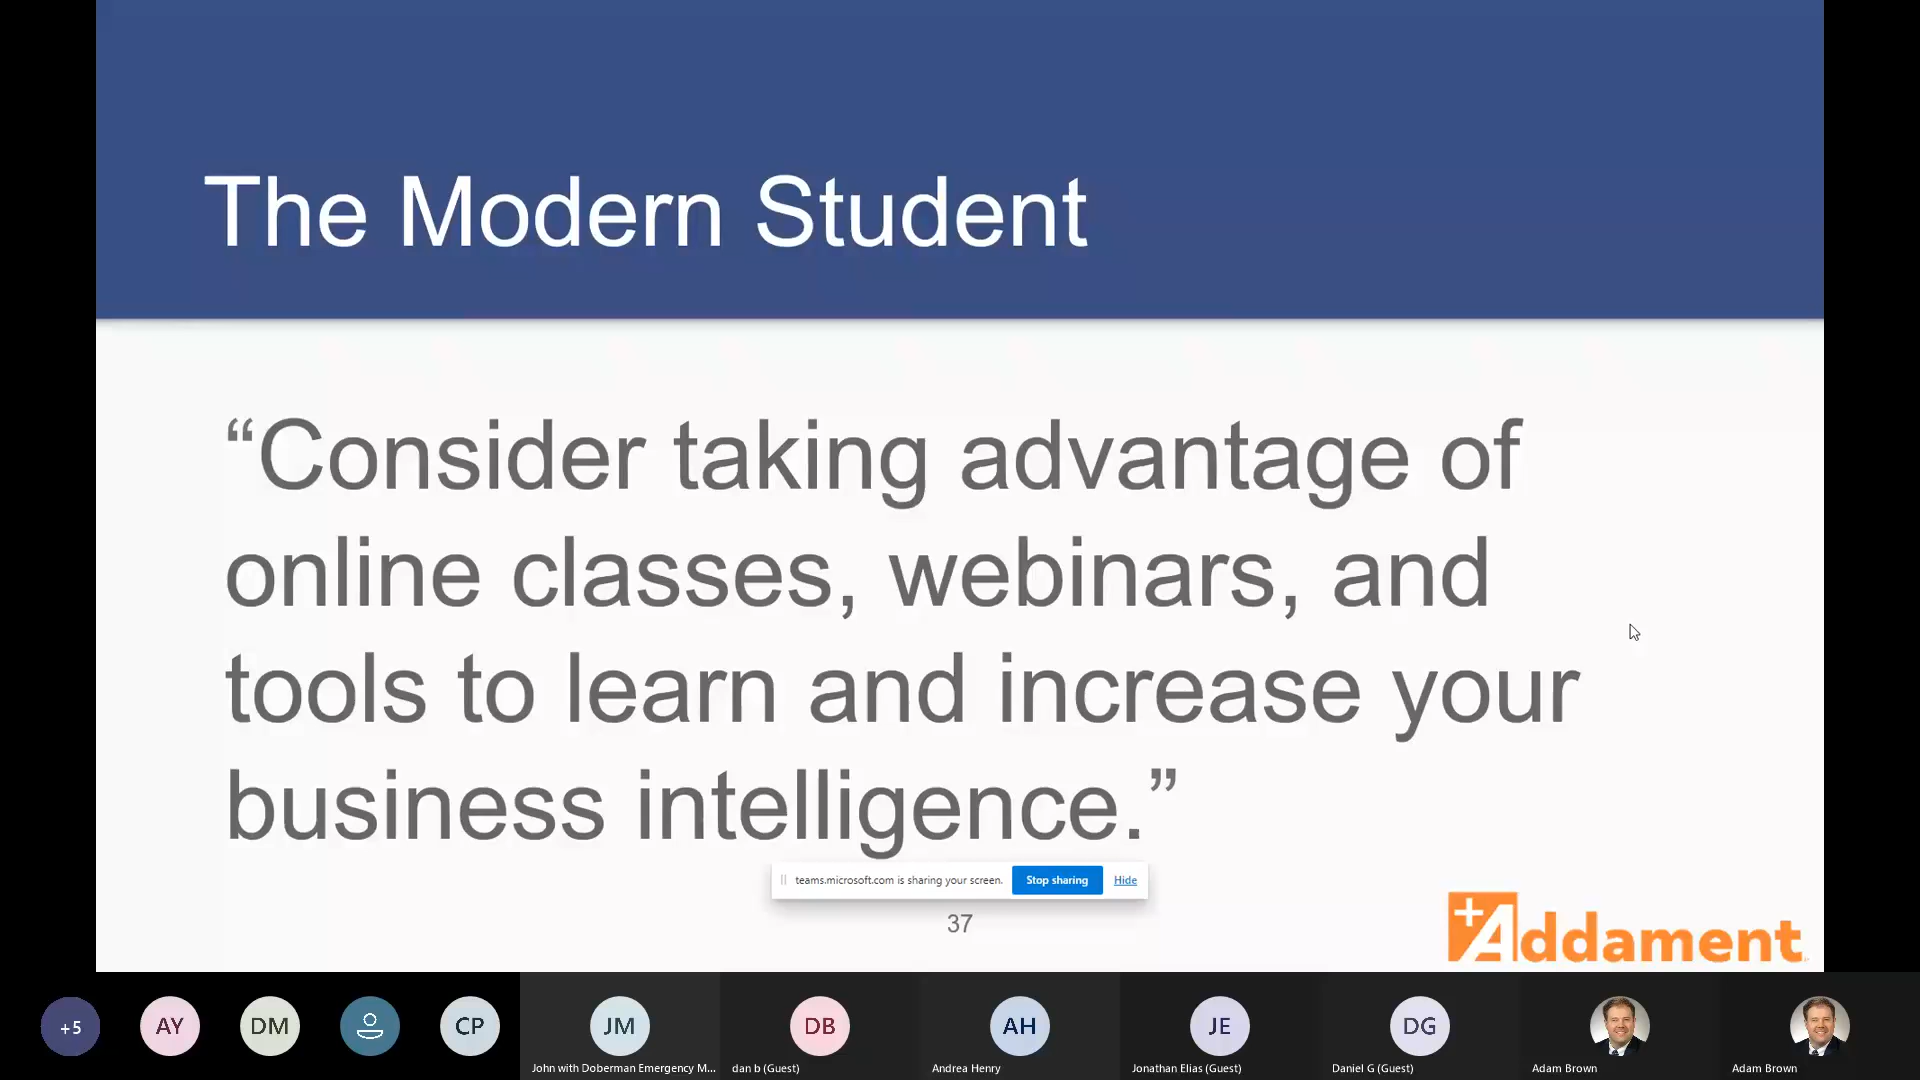 The Modern Student
“Consider taking advantage of
online classes, webinars, and
tools to learn and increase your
business intelligence.”
teams.microsoft.com is sharing your screen. Stop sharing Hide
37
+Addament
+5 AY DM CP JM DB AH JE DG
John with Doberman Emergency M... dan b (Guest) Andrea Henry Jonathan Elias (Guest) Daniel G (Guest) Adam Brown Adam Brown